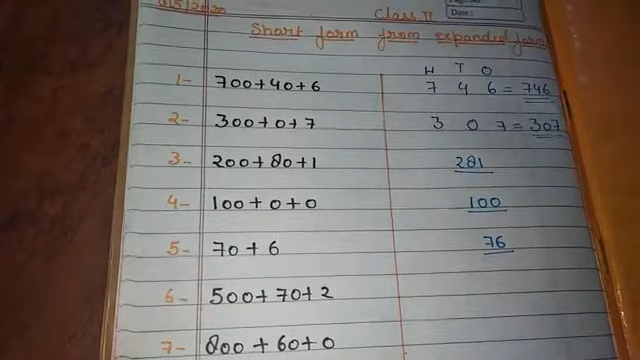 Class II
Date:
Short form from expanded form
H T O
1- 700+40+6 7 4 6 = 746
2- 300+0+7 3 0 7 = 307
3- 200+80+1 281
4- 100+0+0 100
5- 70+6 76
6- 500+70+2
7- 800+60+0